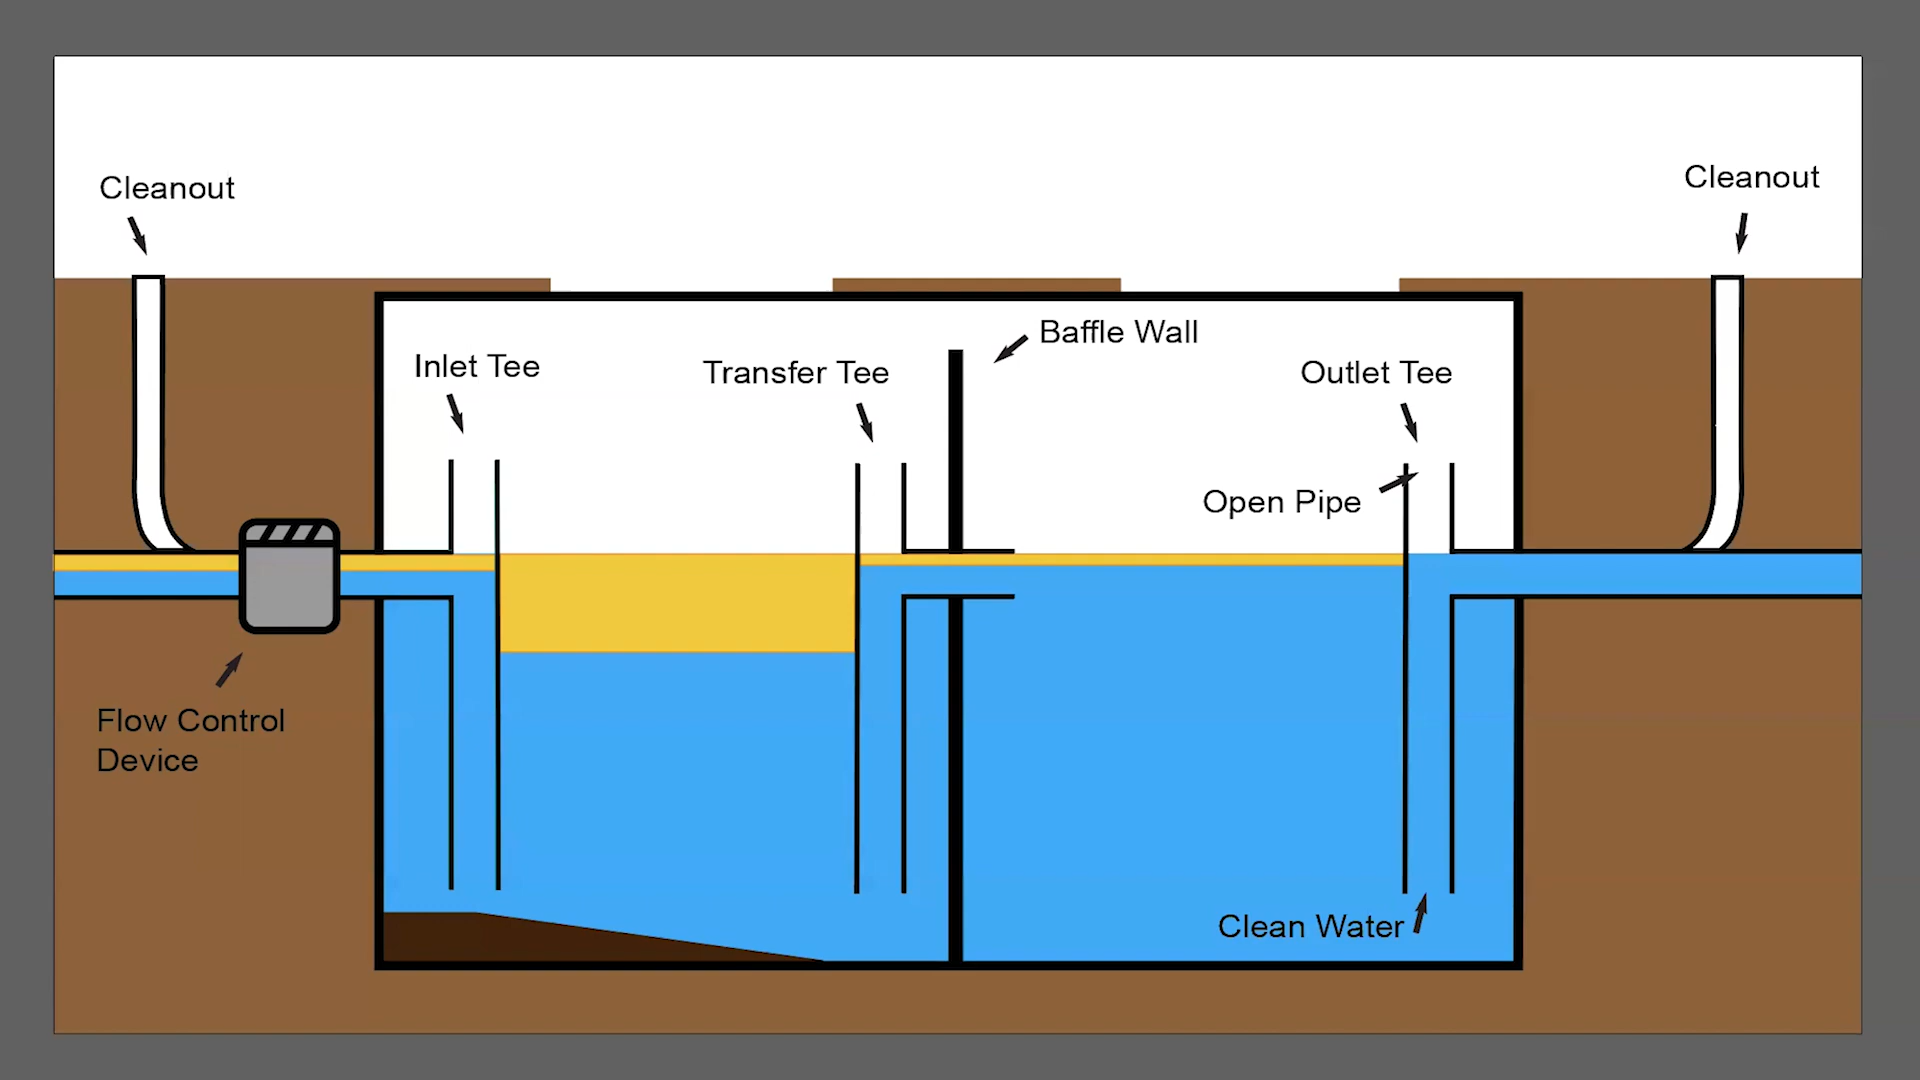 Cleanout
Cleanout
Baffle Wall
Inlet Tee
Transfer Tee
Outlet Tee
Open Pipe
Flow Control
Device
Clean Water